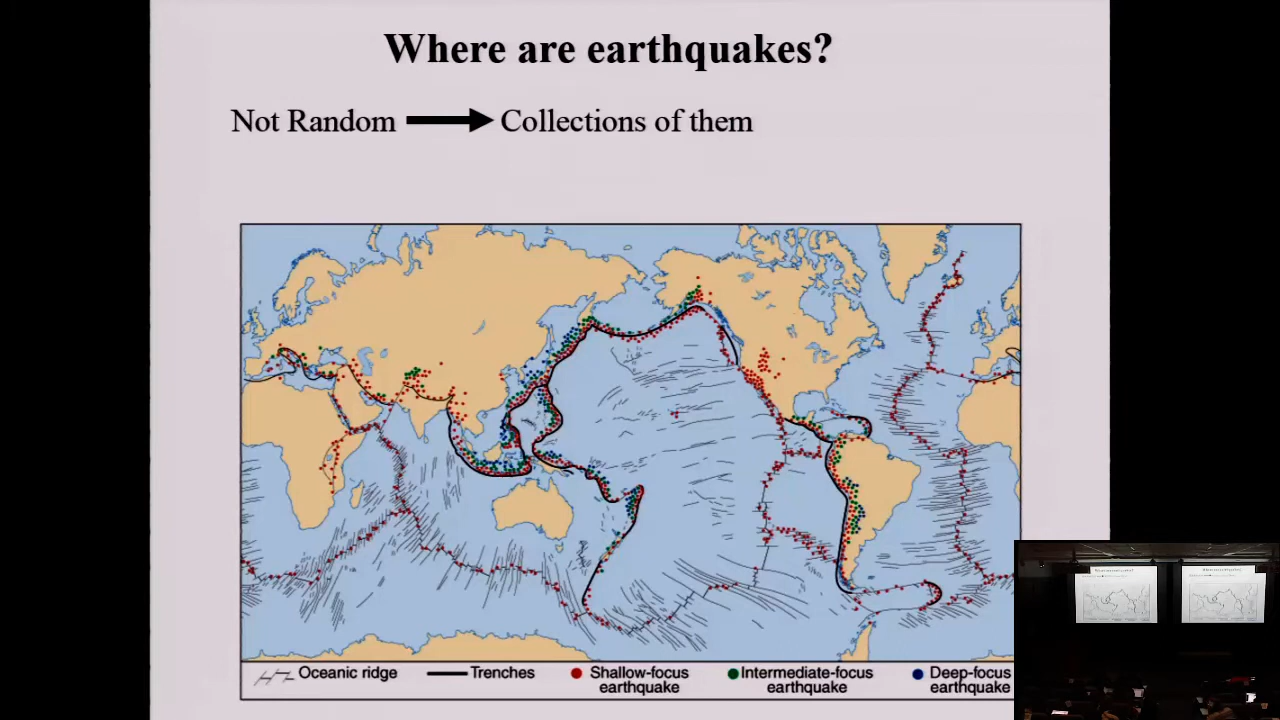 Where are earthquakes?
Not Random Collections of them
Oceanic ridge Trenches Shallow-focus earthquake Intermediate-focus earthquake Deep-focus earthquake